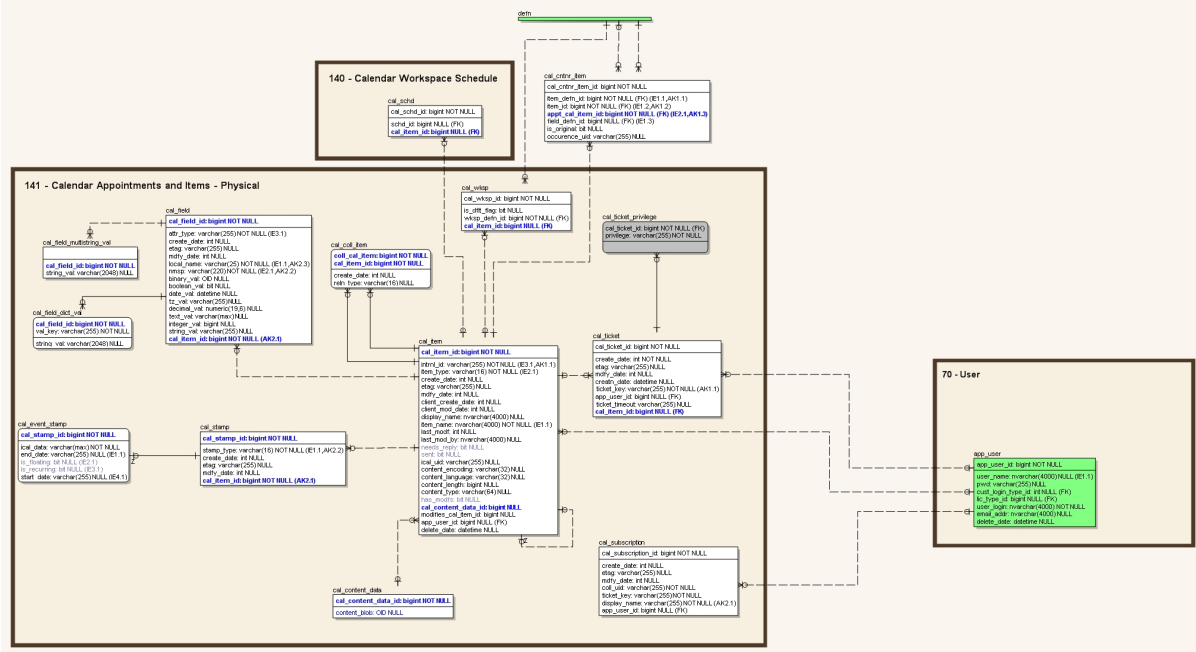 defn
140 - Calendar Workspace Schedule
cal_schd
cal_schd_id: bigint NOT NULL
schd_id: bigint NULL (FK)
cal_item_id: bigint NULL (FK)
cal_cntnr_item
cal_cntnr_item_id: bigint NOT NULL
item_defn_id: bigint NOT NULL (FK) (IE1.1,AK1.1)
item_id: bigint NOT NULL (FK) (IE1.2,AK1.2)
appt_cal_item_id: bigint NOT NULL (FK) (IE2.1,AK1.3)
field_defn_id: bigint NULL (FK) (IE1.3)
is_original: bit NULL
occurence_uid: varchar(255) NULL
141 - Calendar Appointments and Items - Physical
cal_field
cal_field_id: bigint NOT NULL
attr_type: varchar(255) NOT NULL (IE3.1)
create_date: int NULL
etag: varchar(255) NULL
mdfy_date: int NULL
local_name: varchar(25) NOT NULL (IE1.1,AK2.3)
nmsp: varchar(220) NOT NULL (IE2.1,AK2.2)
binary_val: OID NULL
boolean_val: bit NULL
date_val: datetime NULL
tz_val: varchar(255) NULL
decimal_val: numeric(19,6) NULL
text_val: varchar(max) NULL
integer_val: bigint NULL
string_val: varchar(255) NULL
cal_item_id: bigint NOT NULL (AK2.1)
cal_field_multistring_val
cal_field_id: bigint NOT NULL
string_val: varchar(2048) NULL
cal_field_dict_val
cal_field_id: bigint NOT NULL
val_key: varchar(255) NOT NULL
string_val: varchar(2048) NULL
cal_coll_item
coll_cal_item: bigint NOT NULL
cal_item_id: bigint NOT NULL
create_date: int NULL
reln_type: varchar(16) NULL
cal_wksp
cal_wksp_id: bigint NOT NULL
is_dflt_flag: bit NULL
wksp_defn_id: bigint NOT NULL (FK)
cal_item_id: bigint NULL (FK)
cal_ticket_privilege
cal_ticket_id: bigint NOT NULL (FK)
privilege: varchar(255) NOT NULL
cal_item
cal_item_id: bigint NOT NULL
intrnl_id: varchar(255) NOT NULL (IE3.1,AK1.1)
item_type: varchar(16) NOT NULL (IE2.1)
create_date: int NULL
etag: varchar(255) NULL
mdfy_date: int NULL
client_create_date: int NULL
client_mod_date: int NULL
display_name: nvarchar(4000) NULL
item_name: nvarchar(4000) NOT NULL (IE1.1)
last_modf: int NULL
last_mod_by: nvarchar(4000) NULL
needs_reply: bit NULL
sent: bit NULL
ical_uid: varchar(255) NULL
content_encoding: varchar(32) NULL
content_language: varchar(32) NULL
content_length: bigint NULL
content_type: varchar(64) NULL
has_modfs: bit NULL
cal_content_data_id: bigint NULL
modifies_cal_item_id: bigint NULL
app_user_id: bigint NULL (FK)
delete_date: datetime NULL
cal_ticket
cal_ticket_id: bigint NOT NULL
create_date: int NOT NULL
etag: varchar(255) NULL
mdfy_date: int NULL
creatn_date: datetime NULL
ticket_key: varchar(255) NOT NULL (AK1.1)
app_user_id: bigint NULL (FK)
ticket_timeout: varchar(255) NULL
cal_item_id: bigint NULL (FK)
cal_event_stamp
cal_stamp_id: bigint NOT NULL
ical_data: varchar(max) NOT NULL
end_date: varchar(255) NULL (IE1.1)
is_floating: bit NULL (IE2.1)
is_recurring: bit NULL (IE3.1)
start_date: varchar(255) NULL (IE4.1)
cal_stamp
cal_stamp_id: bigint NOT NULL
stamp_type: varchar(16) NOT NULL (IE1.1,AK2.2)
create_date: int NULL
etag: varchar(255) NULL
mdfy_date: int NULL
cal_item_id: bigint NOT NULL (AK2.1)
cal_content_data
cal_content_data_id: bigint NOT NULL
content_blob: OID NULL
cal_subscription
cal_subscription_id: bigint NOT NULL
create_date: int NULL
etag: varchar(255) NULL
mdfy_date: int NULL
coll_uid: varchar(255) NOT NULL
ticket_key: varchar(255) NOT NULL
display_name: varchar(255) NOT NULL (AK2.1)
app_user_id: bigint NULL (FK)
70 - User
app_user
app_user_id: bigint NOT NULL
user_name: nvarchar(4000) NULL (IE1.1)
pwd: varchar(255) NULL
cust_login_type_id: int NULL (FK)
lic_type_id: bigint NULL (FK)
user_login: nvarchar(4000) NOT NULL
email_addr: nvarchar(4000) NULL
delete_date: datetime NULL